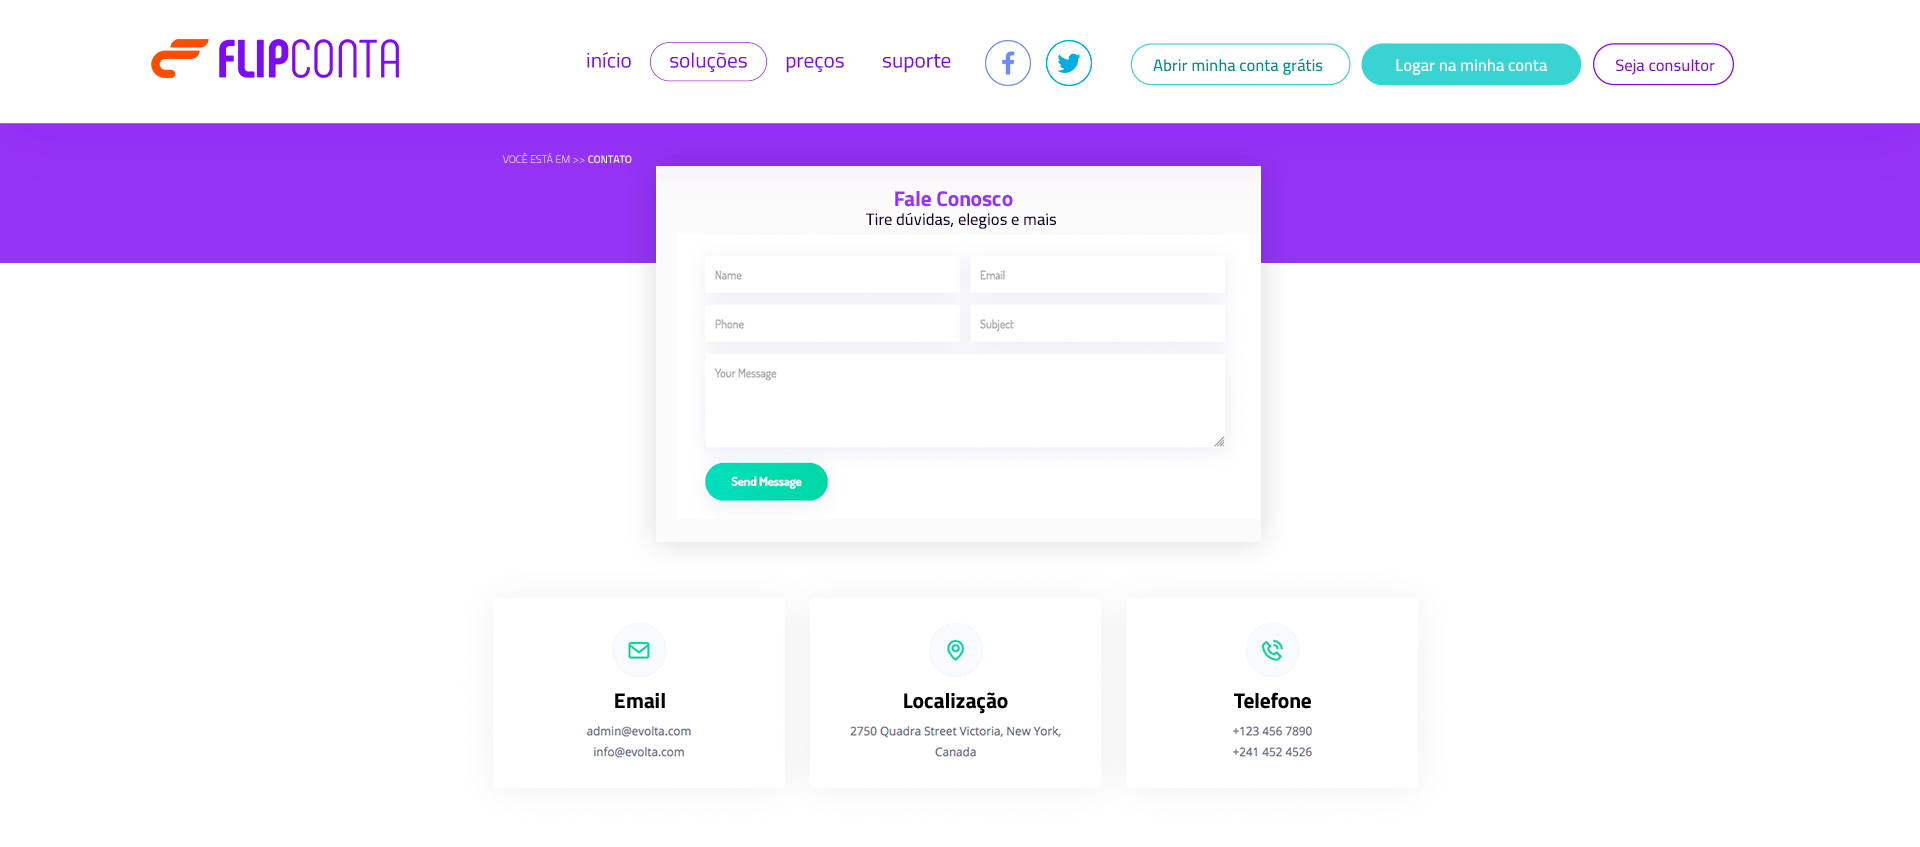 FLIPCONTA
início soluções preços suporte
Abrir minha conta grátis Logar na minha conta Seja consultor
VOCÊ ESTÁ EM >> CONTATO
Fale Conosco
Tire dúvidas, elegios e mais
Name Email
Phone Subject
Your Message
Send Message
Email
admin@evolta.com
info@evolta.com
Localização
2750 Quadra Street Victoria, New York,
Canada
Telefone
+123 456 7890
+241 452 4526